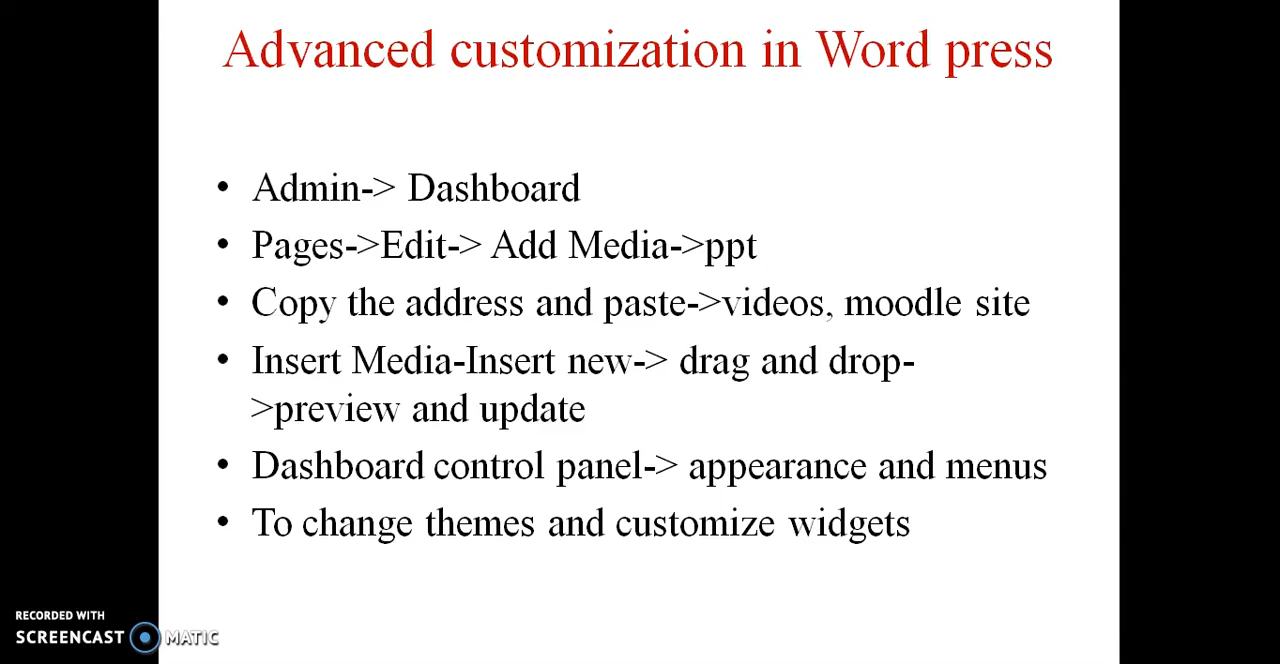 Advanced customization in Word press
• Admin-> Dashboard
• Pages->Edit-> Add Media->ppt
• Copy the address and paste->videos, moodle site
• Insert Media-Insert new-> drag and drop-
>preview and update
• Dashboard control panel-> appearance and menus
• To change themes and customize widgets
RECORDED WITH
SCREENCAST MATIC